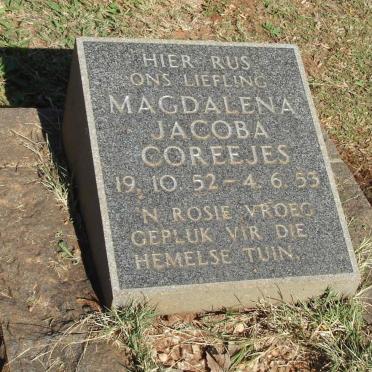 HIER RUS
ONS LIEFLING
MAGDALENA
JACOBA
COREEJES
19. 10. 52 – 4. 6. 53
'N ROSIE VROEG
GEPLUK VIR DIE
HEMELSE TUIN.